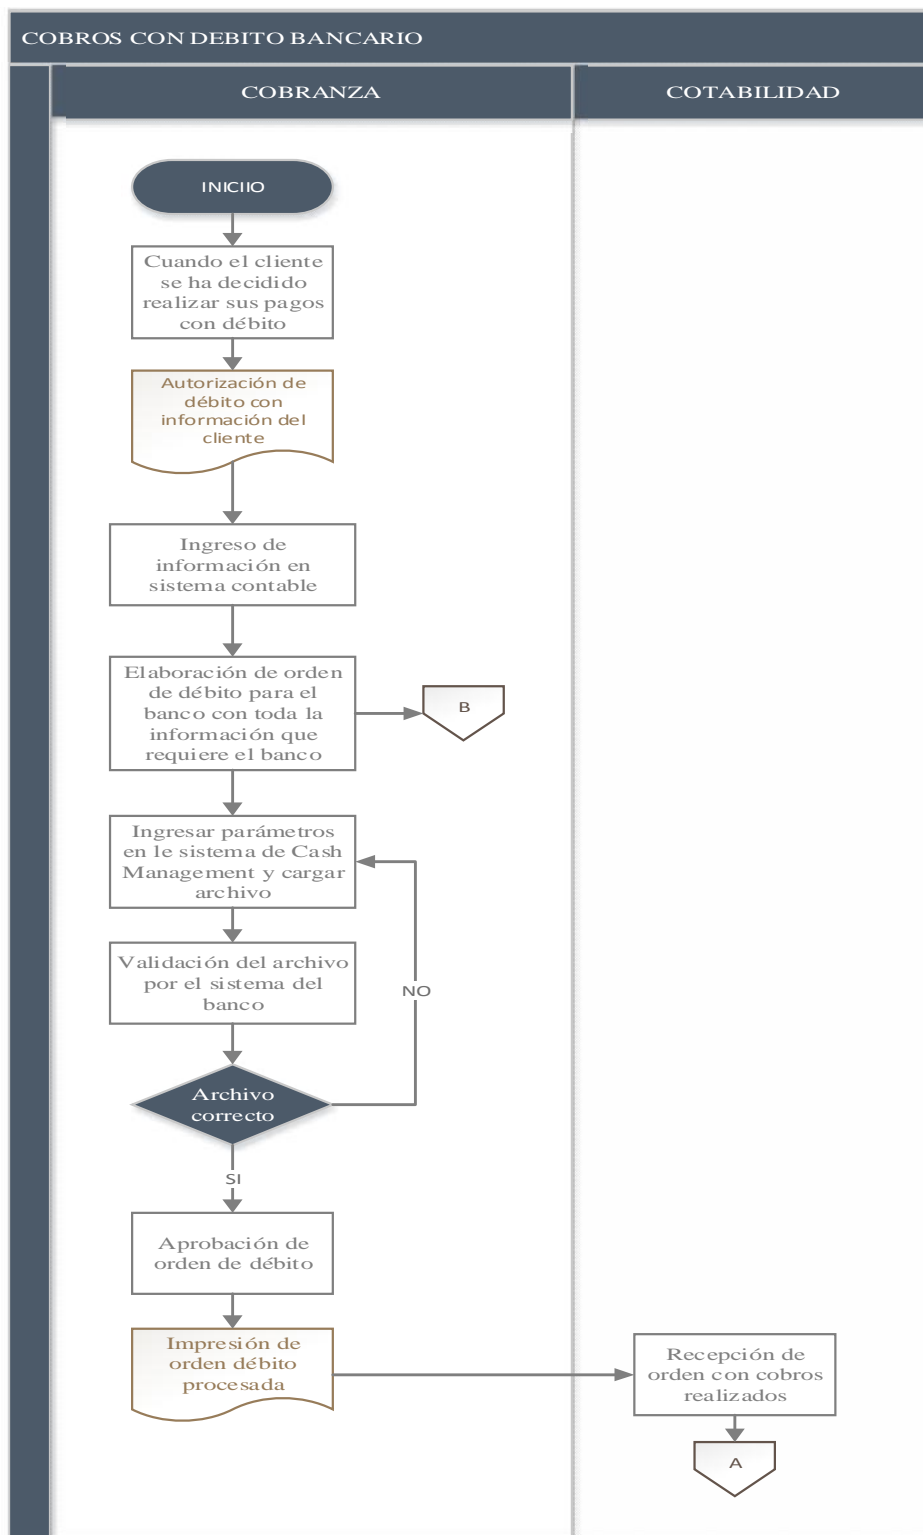 COBROS CON DEBITO BANCARIO
COBRANZA
COTABILIDAD
INICIIO
Cuando el cliente
se ha decidido
realizar sus pagos
con débito
Autorización de
débito con
información del
cliente
Ingreso de
información en
sistema contable
Elaboración de orden
de débito para el
banco con toda la
información que
requiere el banco
B
Ingresar parámetros
en le sistema de Cash
Management y cargar
archivo
Validación del archivo
por el sistema del
banco
NO
Archivo
correcto
SI
Aprobación de
orden de débito
Impresión de
orden débito
procesada
Recepción de
orden con cobros
realizados
A